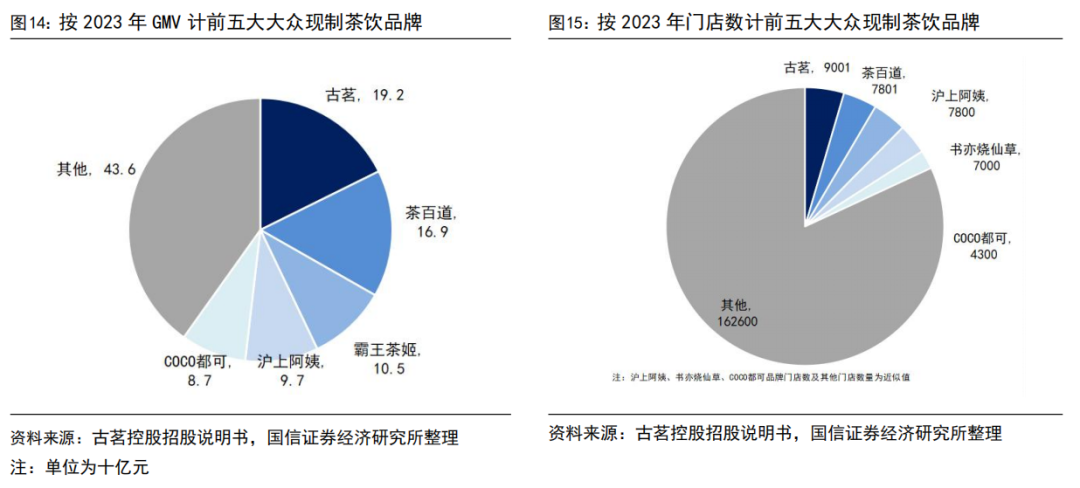 图14：按 2023 年 GMV 计前五大大众现制茶饮品牌
古茗, 19.2
茶百道,
16.9
霸王茶姬,
10.5
沪上阿姨,
9.7
COCO都可,
8.7
其他, 43.6
资料来源：古茗控股招股说明书，国信证券经济研究所整理
注：单位为十亿元
图15：按 2023 年门店数计前五大大众现制茶饮品牌
古茗, 9001
茶百道,
7801
沪上阿姨,
7800
书亦烧仙草,
7000
COCO都可,
4300
其他,
162600
注：沪上阿姨、书亦烧仙草、COCO都可品牌门店数及其他门店数量为近似值
资料来源：古茗控股招股说明书，国信证券经济研究所整理